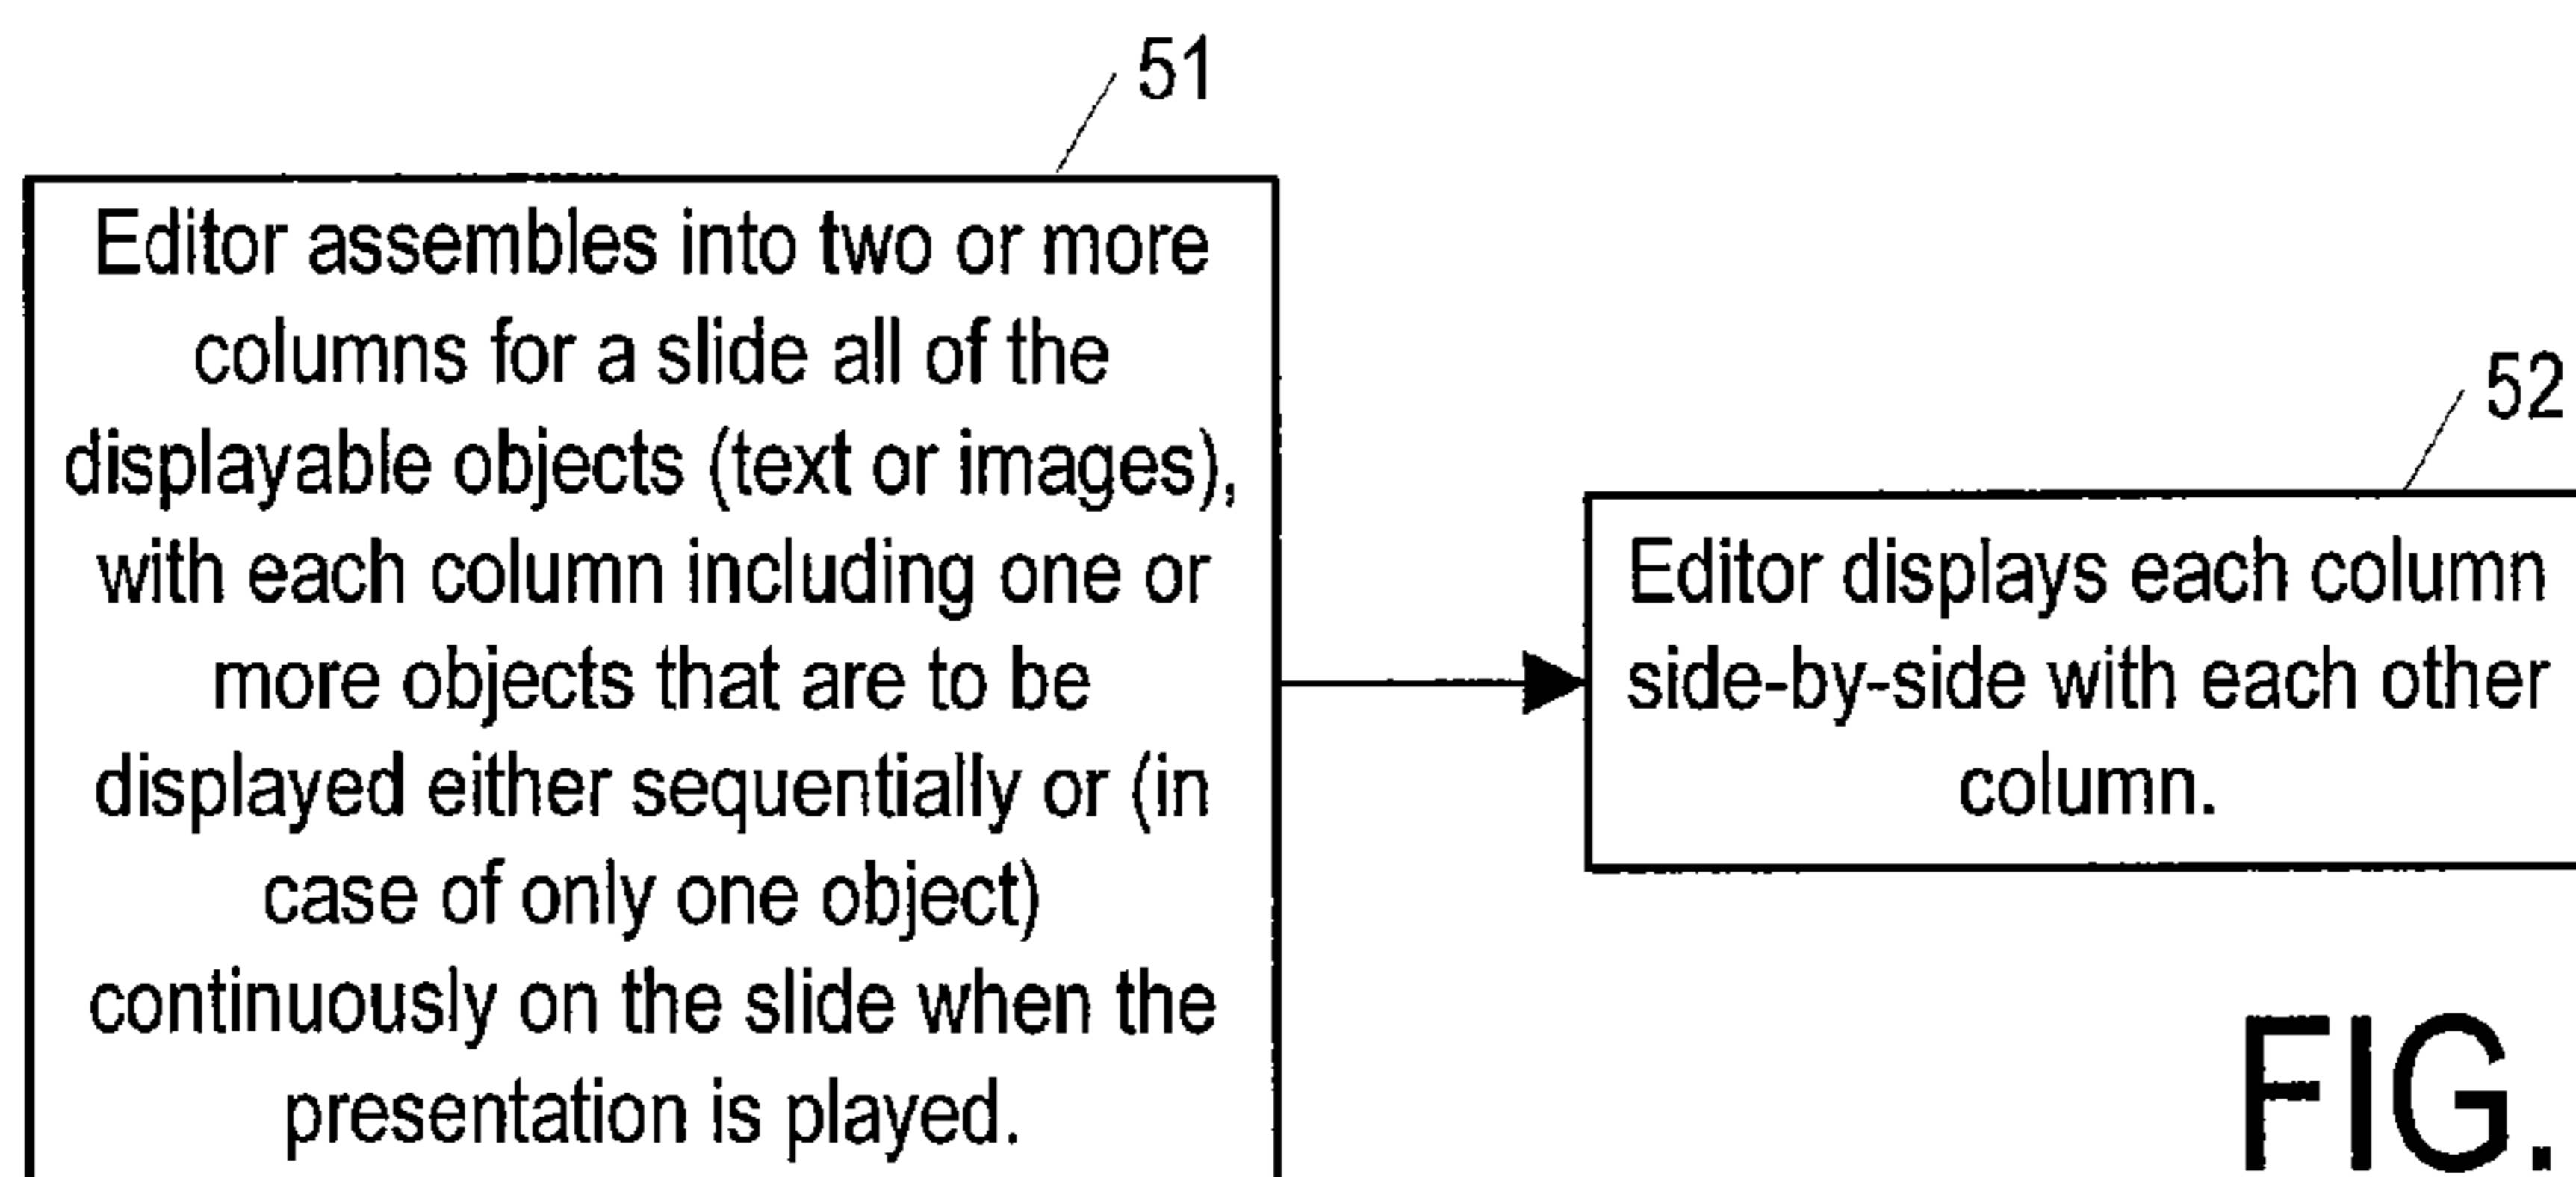 51
Editor assembles into two or more
columns for a slide all of the
displayable objects (text or images),
with each column including one or
more objects that are to be
displayed either sequentially or (in
case of only one object)
continuously on the slide when the
presentation is played.
52
Editor displays each column
side-by-side with each other
column.
FIG.